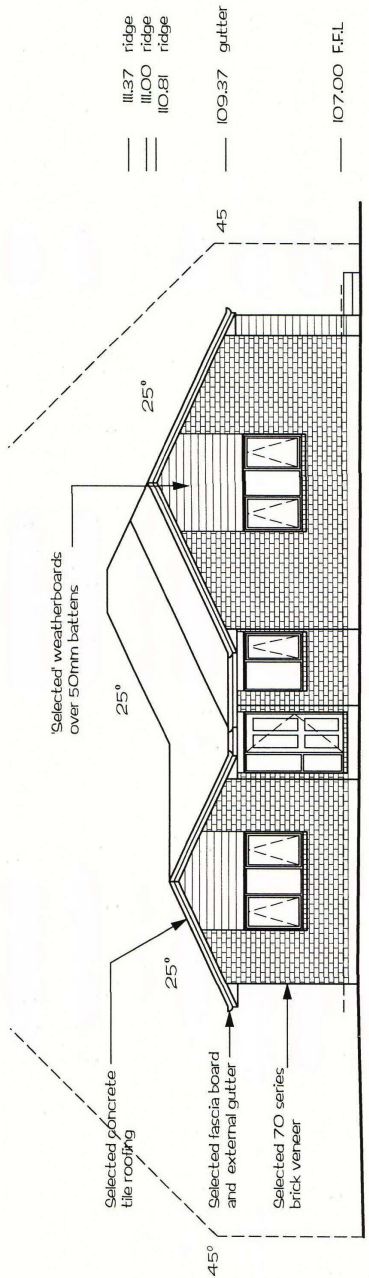 'Selected' weatherboards
over 50mm battens
Selected concrete
tile roofing
25°
25°
25°
45°
45
Selected fascia board
and external gutter
Selected 70 series
brick veneer
111.37 ridge
111.00 ridge
110.81 ridge
109.37 gutter
107.00 F.F.L